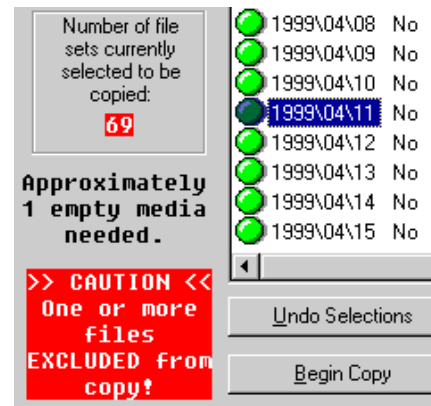 Number of file
sets currently
selected to be
copied:
69
Approximately
1 empty media
needed.
>> CAUTION <<
One or more
files
EXCLUDED from
copy!
1999\04\08 No
1999\04\09 No
1999\04\10 No
1999\04\11 No
1999\04\12 No
1999\04\13 No
1999\04\14 No
1999\04\15 No
Undo Selections
Begin Copy